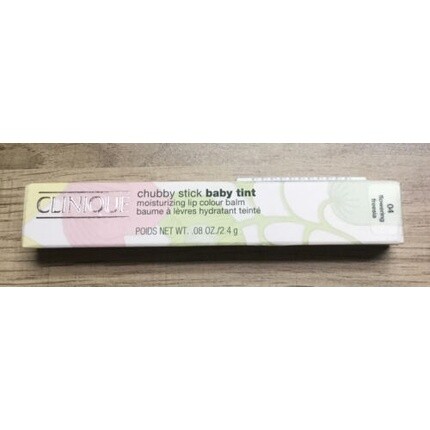 CLINIQUE
chubby stick baby tint
moisturizing lip colour balm
baume à lèvres hydratant teinté
POIDS NET WT. .08 OZ./2.4 g
04
flowering
freesia